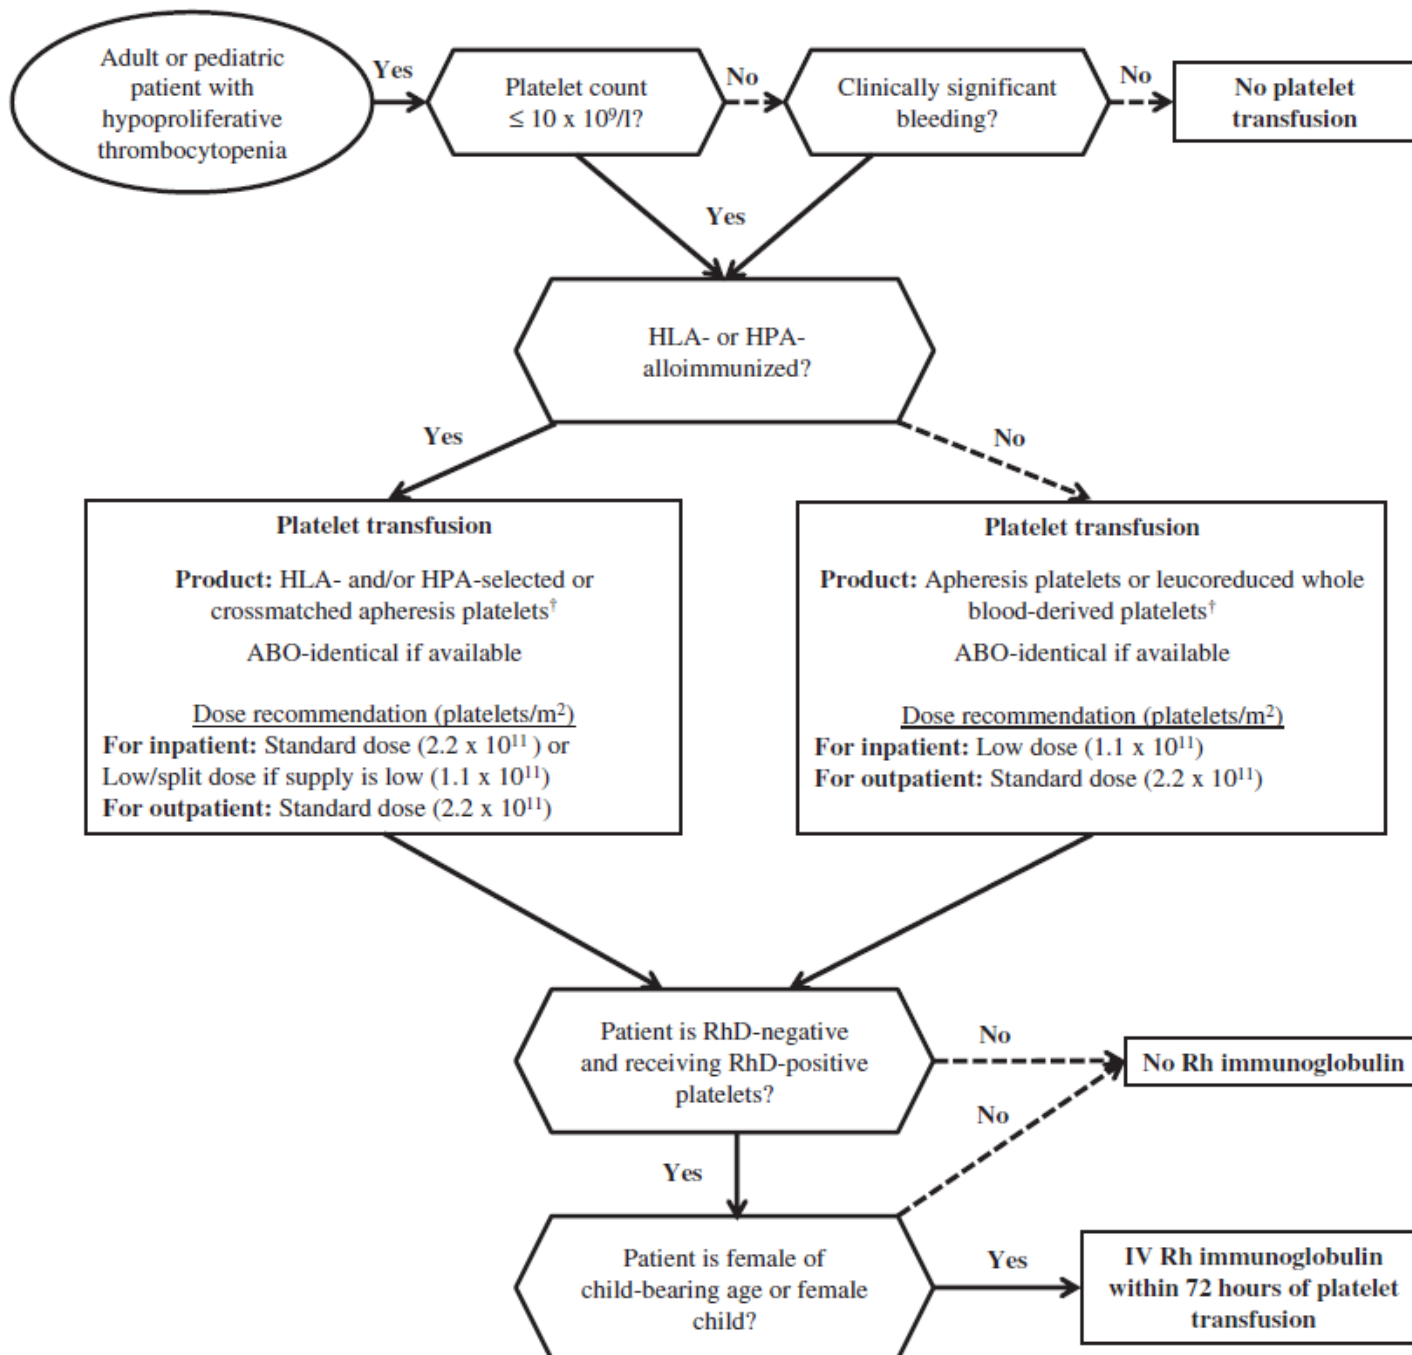 Adult or pediatric
patient with
hypoproliferative
thrombocytopenia
Yes
Platelet count
≤ 10 x 10⁹/l?
No
Clinically significant
bleeding?
No
No platelet
transfusion
Yes
HLA- or HPA-
alloimmunized?
Yes
No
Platelet transfusion
Product: HLA- and/or HPA-selected or
crossmatched apheresis platelets†
ABO-identical if available
Dose recommendation (platelets/m²)
For inpatient: Standard dose (2.2 x 10¹¹ ) or
Low/split dose if supply is low (1.1 x 10¹¹)
For outpatient: Standard dose (2.2 x 10¹¹)
Platelet transfusion
Product: Apheresis platelets or leucoreduced whole
blood-derived platelets†
ABO-identical if available
Dose recommendation (platelets/m²)
For inpatient: Low dose (1.1 x 10¹¹)
For outpatient: Standard dose (2.2 x 10¹¹)
Patient is RhD-negative
and receiving RhD-positive
platelets?
No
No Rh immunoglobulin
No
Yes
Patient is female of
child-bearing age or female
child?
Yes
IV Rh immunoglobulin
within 72 hours of platelet
transfusion